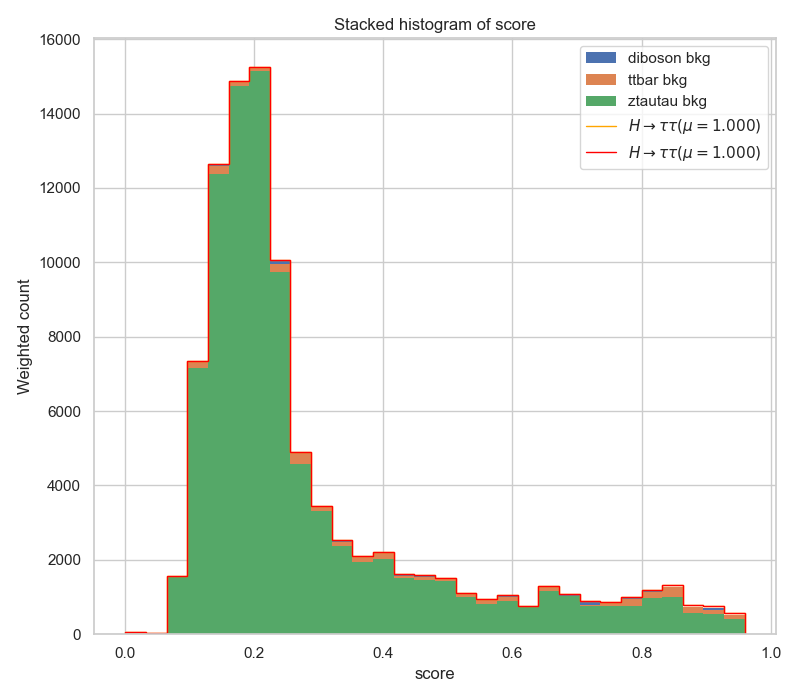 Stacked histogram of score
diboson bkg
ttbar bkg
ztautau bkg
H → ττ(μ = 1.000)
H → ττ(μ = 1.000)
Weighted count
16000
14000
12000
10000
8000
6000
4000
2000
0
0.0 0.2 0.4 0.6 0.8 1.0
score